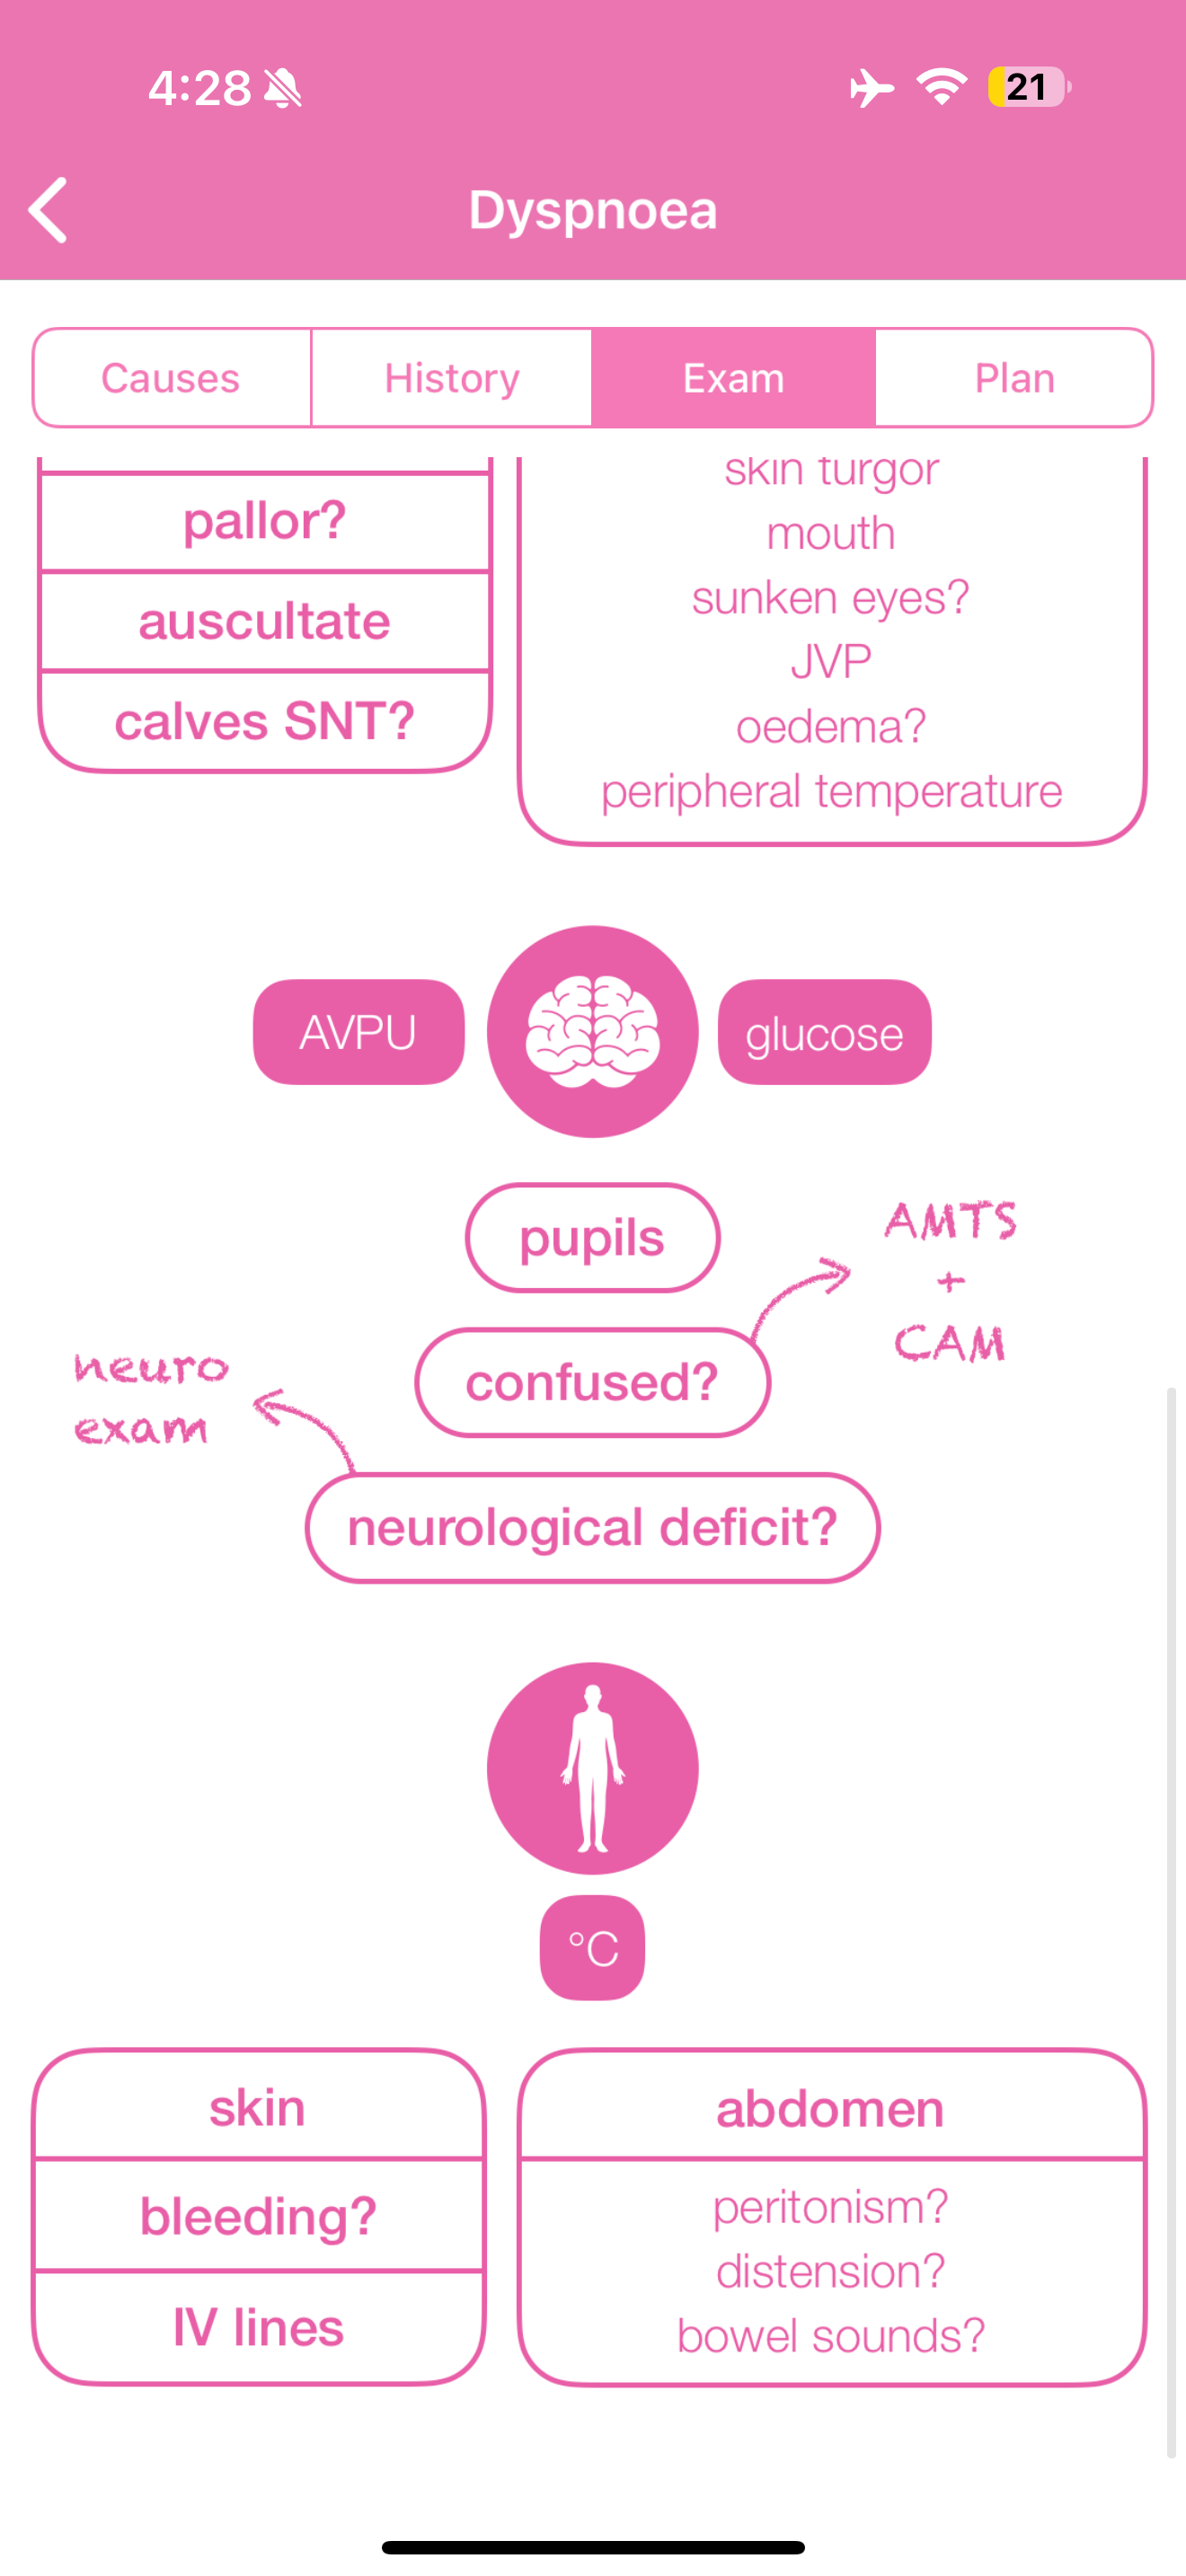 4:28
21
Dyspnoea
Causes
History
Exam
Plan
pallor?
auscultate
calves SNT?
skin turgor
mouth
sunken eyes?
JVP
oedema?
peripheral temperature
AVPU
glucose
pupils
AMTS
+
CAM
confused?
neuro
exam
neurological deficit?
°C
skin
bleeding?
IV lines
abdomen
peritonism?
distension?
bowel sounds?